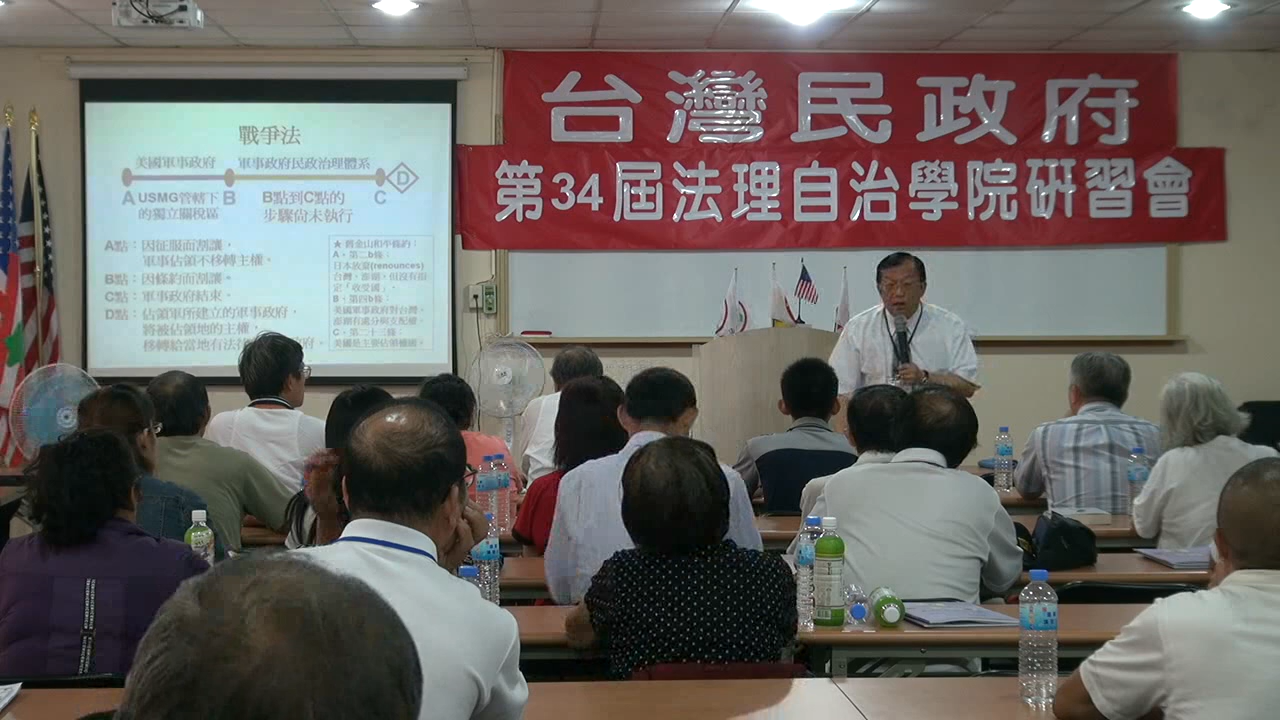 台灣民政府
第34屆法理自治學院研習會
戰爭法
美國軍事政府 軍事政府民政治理體系
A B C D
USMG管轄下
的獨立關稅區
B點到C點的
步驟尚未執行
A點：因征服而割讓，
軍事佔領不移轉主權。
B點：因條約而割讓。
C點：軍事政府結束。
D點：佔領軍所建立的軍事政府，
將被佔領地的主權，
移轉給當地有法
政府。
★ 舊金山和平條約：
A、第二b條：
日本放棄(renounces)
台灣、澎湖，但沒有指
定「收受國」。
B、第四b條：
美國軍事政府對台灣、
澎湖有處分與支配權。
C、第二十三條：
美國是主要佔領權國。